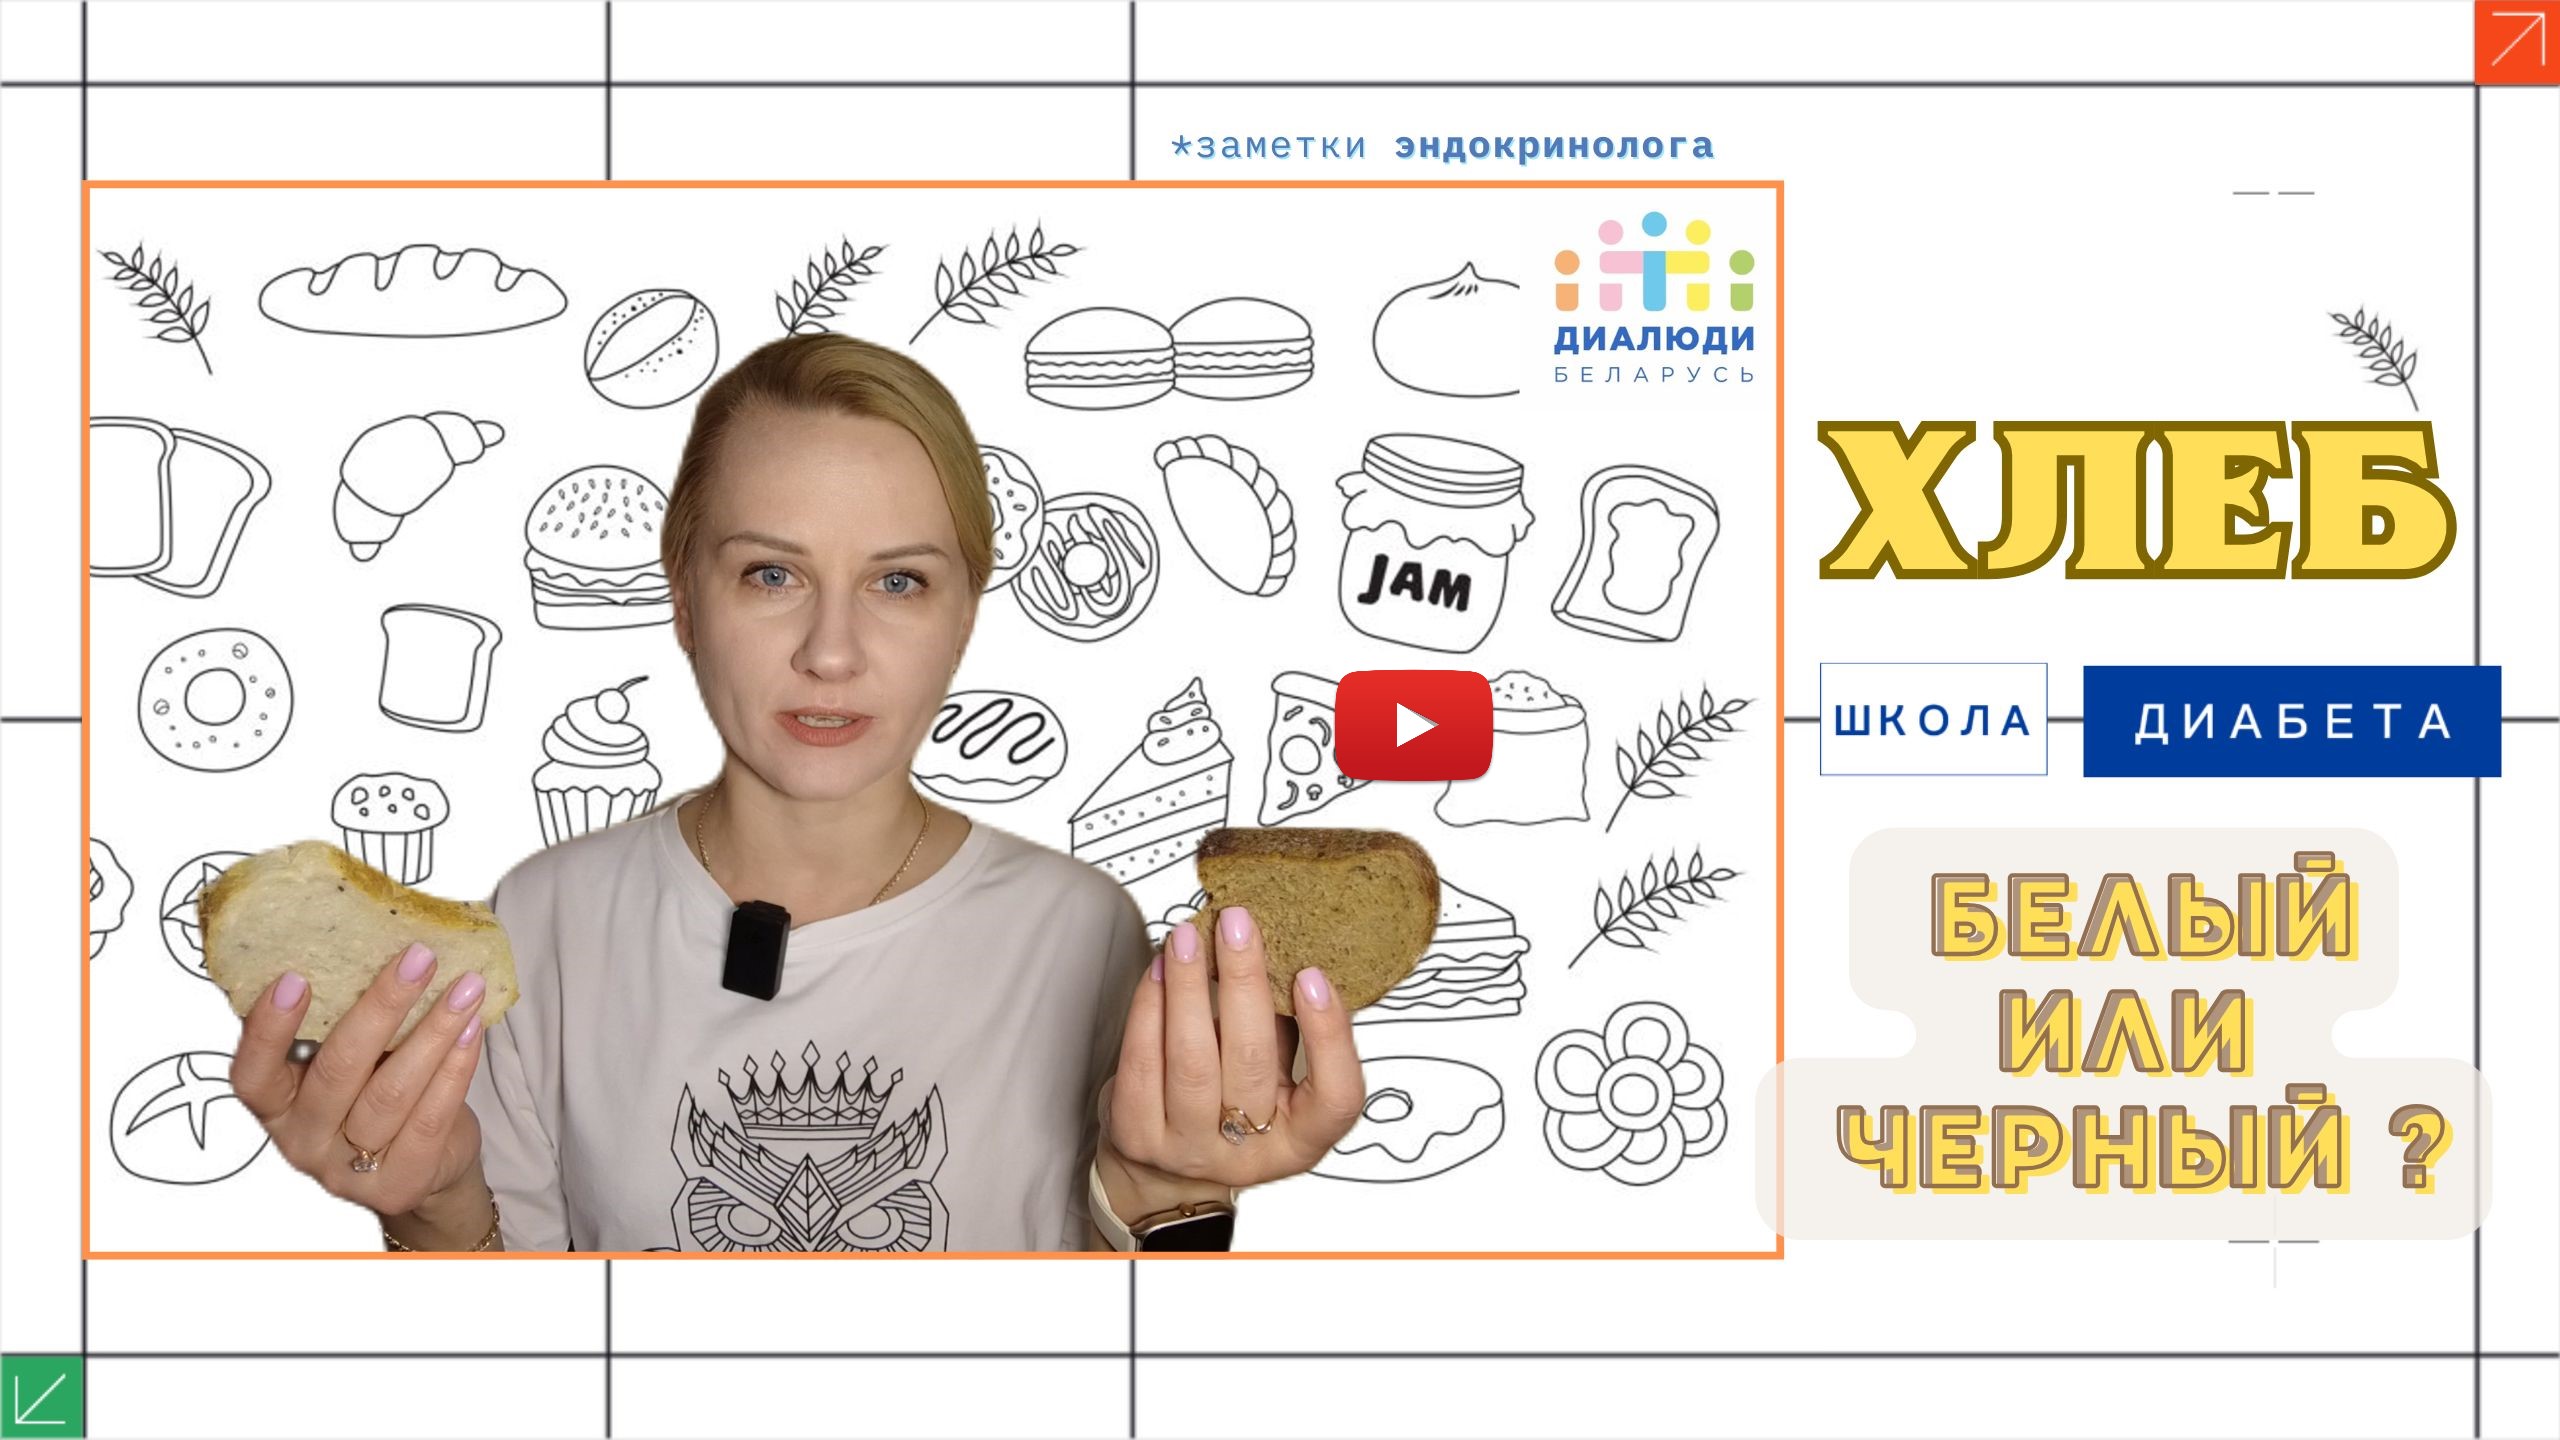 *заметки эндокринолога
ДИАЛЮДИ
БЕЛАРУСЬ
JAM
ХЛЕБ
ШКОЛА ДИАБЕТА
БЕЛЫЙ
ИЛИ
ЧЕРНЫЙ ?